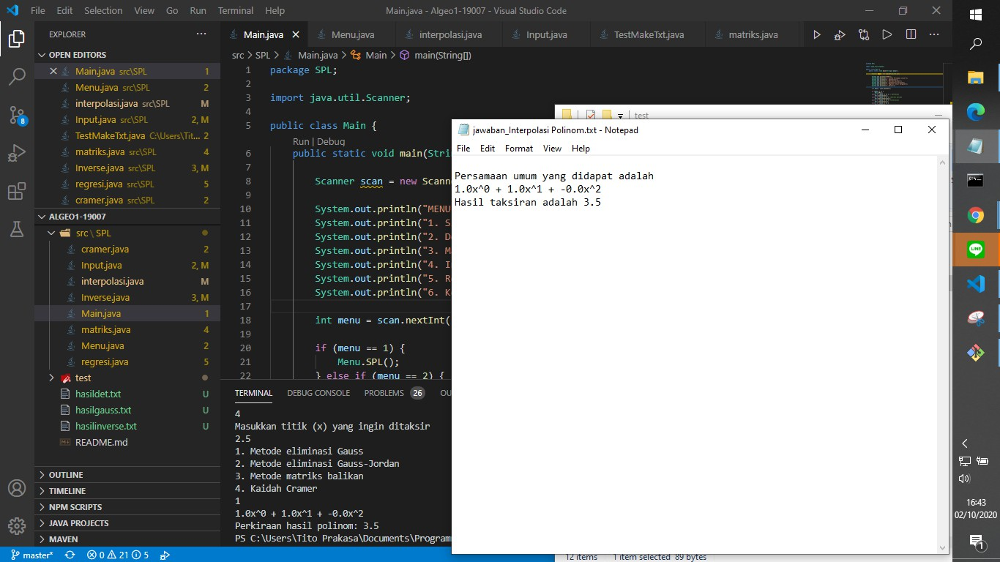 File Edit Selection View Go Run Terminal Help
Main.java - Algeo1-19007 - Visual Studio Code
EXPLORER
OPEN EDITORS
Main.java src\SPL 1
Menu.java src\SPL 2
interpolasi.java src\SPL M
Input.java src\SPL 2, M
TestMakeTxt.java C:\Users\Tit... 2
matriks.java src\SPL 4
Inverse.java src\SPL 3, M
regresi.java src\SPL 5
cramer.java src\SPL 2
ALGEO1-19007
src \ SPL
cramer.java 2
Input.java 2, M
interpolasi.java M
Inverse.java 3, M
Main.java 1
matriks.java 4
Menu.java 2
regresi.java 5
test
hasildet.txt U
hasilgauss.txt U
hasilinverse.txt U
README.md
OUTLINE
TIMELINE
NPM SCRIPTS
JAVA PROJECTS
MAVEN
8
Main.java Menu.java interpolasi.java Input.java TestMakeTxt.java matriks.java
src > SPL > Main.java > Main > main(String[])
1 package SPL;
2
3 import java.util.Scanner;
4
5 public class Main {
Run | Debug
6 public static void main(Stri
7
8 Scanner scan = new Scann
9
10 System.out.println("MENU
11 System.out.println("1. S
12 System.out.println("2. D
13 System.out.println("3. M
14 System.out.println("4. I
15 System.out.println("5. R
16 System.out.println("6. K
17
18 int menu = scan.nextInt(
19
20 if (menu == 1) {
21 Menu.SPL();
22 } else if (menu == 2) {
TERMINAL DEBUG CONSOLE PROBLEMS 26 OU
4
Masukkan titik (x) yang ingin ditaksir
2.5
1. Metode eliminasi Gauss
2. Metode eliminasi Gauss-Jordan
3. Metode matriks balikan
4. Kaidah Cramer
1
1.0x^0 + 1.0x^1 + -0.0x^2
Perkiraan hasil polinom: 3.5
PS C:\Users\Tito Prakasa\Documents\Program
master* 0 21 5
test
jawaban_Interpolasi Polinom.txt - Notepad
File Edit Format View Help
Persamaan umum yang didapat adalah
1.0x^0 + 1.0x^1 + -0.0x^2
Hasil taksiran adalah 3.5
12 items 1 item selected 89 bytes
LINE
16:43
02/10/2020
1